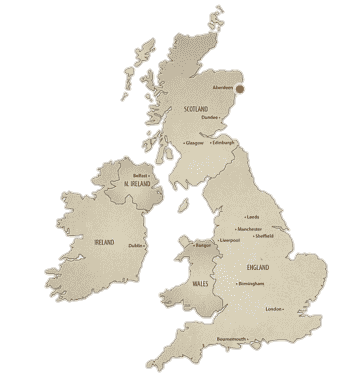 Aberdeen
SCOTLAND
Dundee
Glasgow
Edinburgh
Belfast
N. IRELAND
Leeds
Manchester
Sheffield
IRELAND
Dublin
Bangor
Liverpool
ENGLAND
WALES
Birmingham
London
Bournemouth